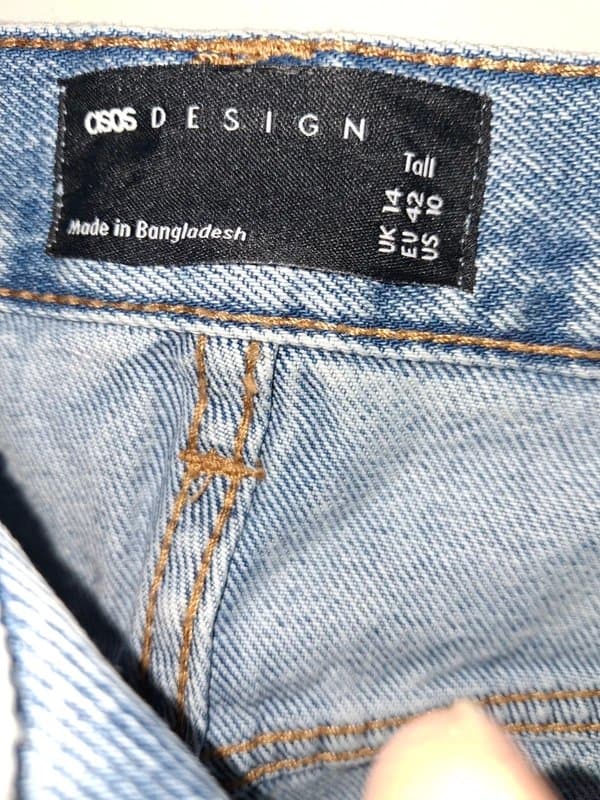 asos DESIGN
Tall
UK 14
EU 42
US 10
Made in Bangladesh